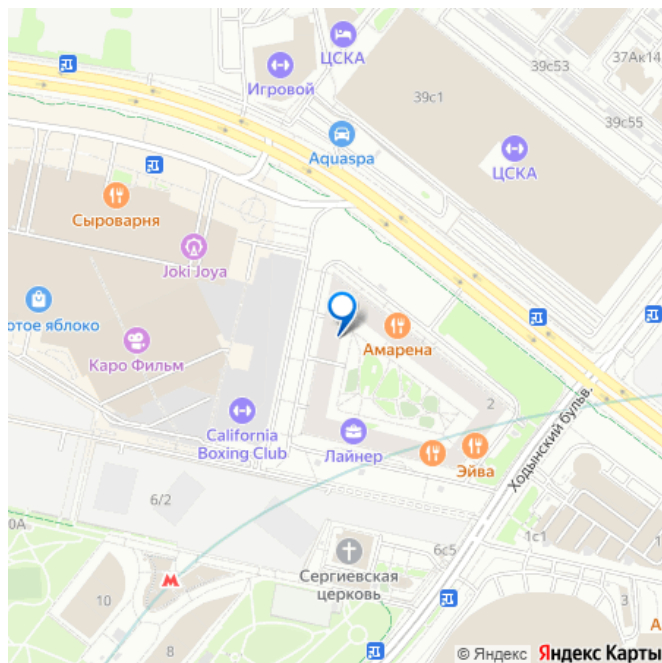 ЦСКА
37Ак14
Игровой
39с53
39с1
39с55
Aquaspa
ЦСКА
Сыроварня
Joki Joya
отое яблоко
Каро Фильм
Амарена
2
California
Boxing Club
Лайнер
Эйва
Ходынский бульв.
6/2
0А
6с5
1с1
Сергиевская
церковь
10
3
8
А
© Яндекс Яндекс Карты